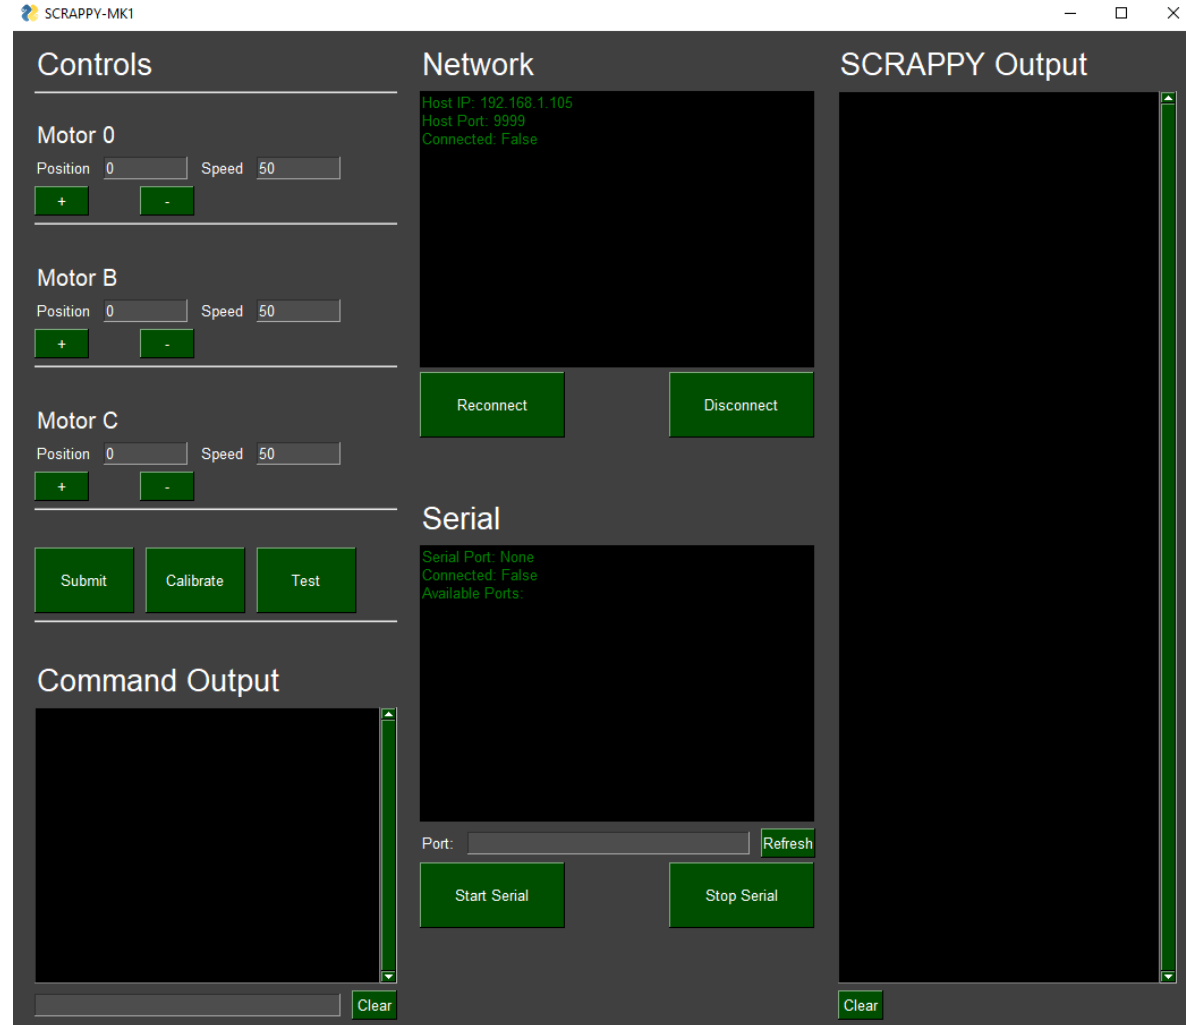 SCRAPPY-MK1
Controls
Motor 0
Position 0 Speed 50
+ -
Motor B
Position 0 Speed 50
+ -
Motor C
Position 0 Speed 50
+ -
Submit Calibrate Test
Command Output
Clear
Network
Host IP: 192.168.1.105
Host Port: 9999
Connected: False
Reconnect Disconnect
Serial
Serial Port: None
Connected: False
Available Ports:
Port: Refresh
Start Serial Stop Serial
SCRAPPY Output
Clear